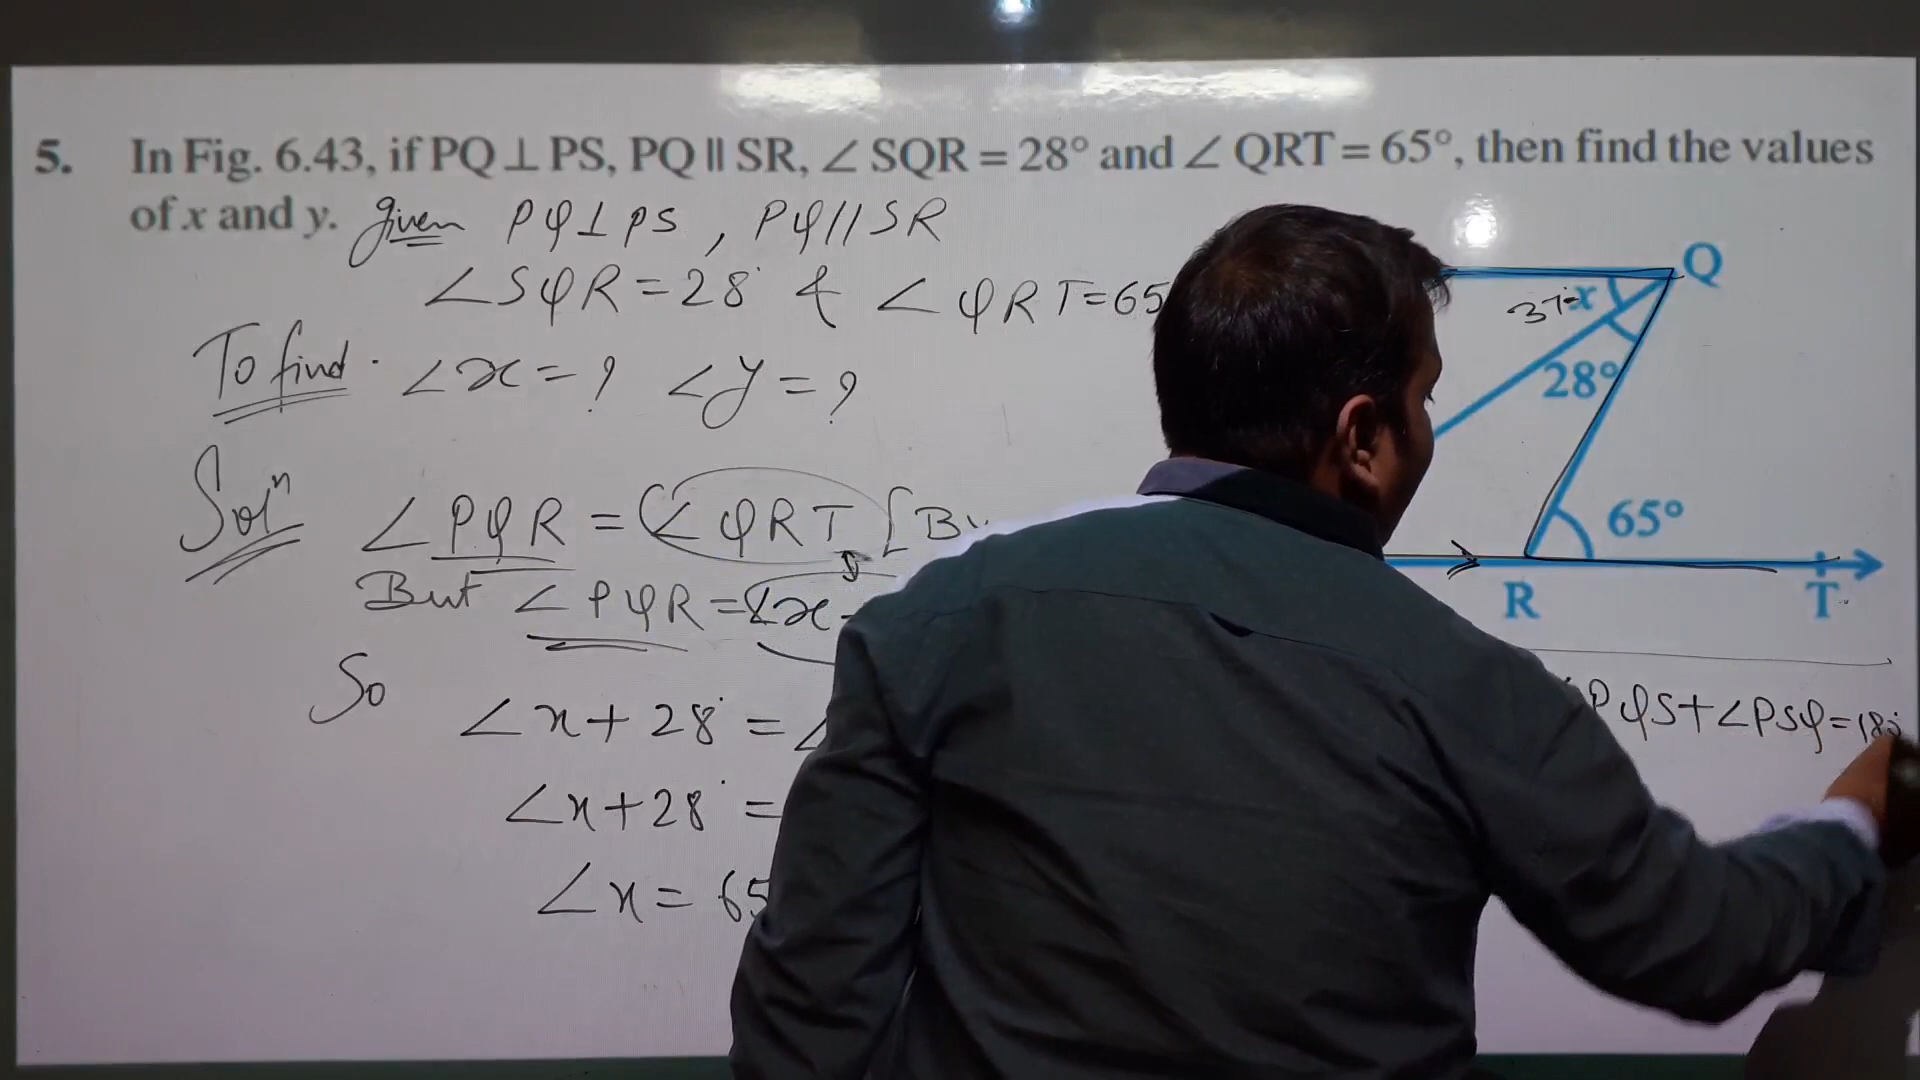 5. In Fig. 6.43, if PQ ⊥ PS, PQ || SR, ∠ SQR = 28° and ∠ QRT = 65°, then find the values
of x and y. Given PQ⊥PS, PQ//SR
∠SQR=28° & ∠QRT=65
To find. ∠x=? ∠y=?
Solⁿ ∠PQR = ∠QRT [By
But ∠PQR=∠x
So
∠x+28°=∠
∠x+28°=
∠x=65
Q
37° x
28°
65°
R T
PQS+∠PSQ=180°